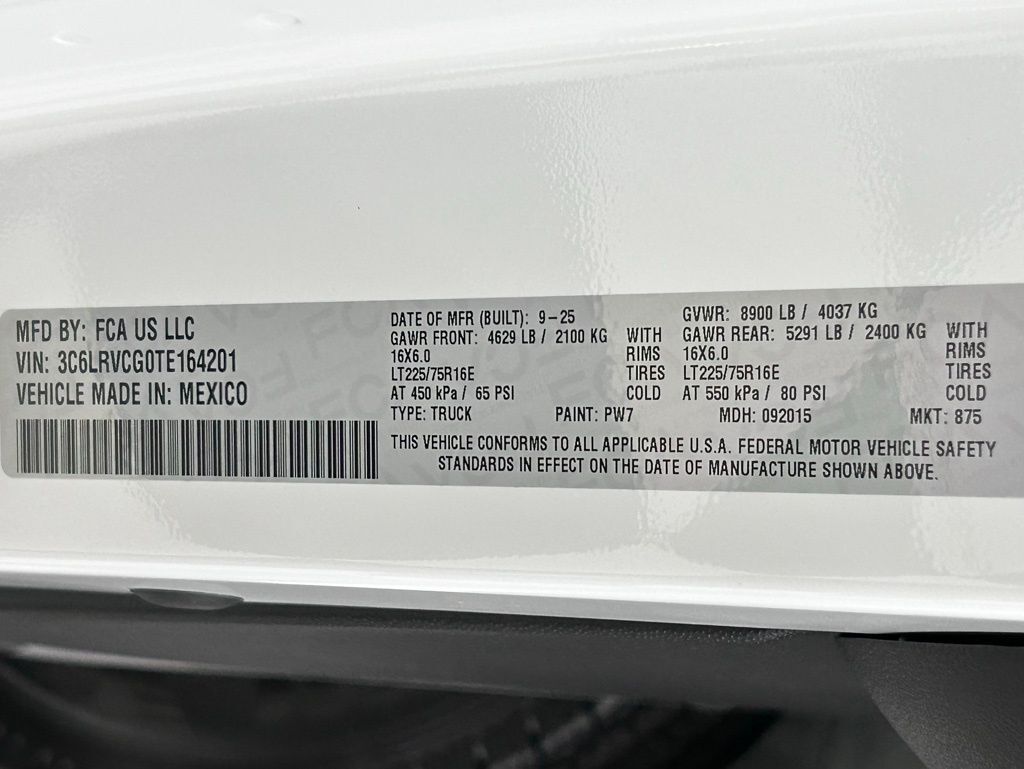 MFD BY: FCA US LLC
VIN: 3C6LRVCG0TE164201
VEHICLE MADE IN: MEXICO
DATE OF MFR (BUILT): 9-25
GVWR: 8900 LB / 4037 KG
GAWR FRONT: 4629 LB / 2100 KG WITH
16X6.0 RIMS
LT225/75R16E TIRES
AT 450 kPa / 65 PSI COLD
GAWR REAR: 5291 LB / 2400 KG WITH
16X6.0 RIMS
LT225/75R16E TIRES
AT 550 kPa / 80 PSI COLD
TYPE: TRUCK PAINT: PW7 MDH: 092015 MKT: 875
THIS VEHICLE CONFORMS TO ALL APPLICABLE U.S.A. FEDERAL MOTOR VEHICLE SAFETY
STANDARDS IN EFFECT ON THE DATE OF MANUFACTURE SHOWN ABOVE.